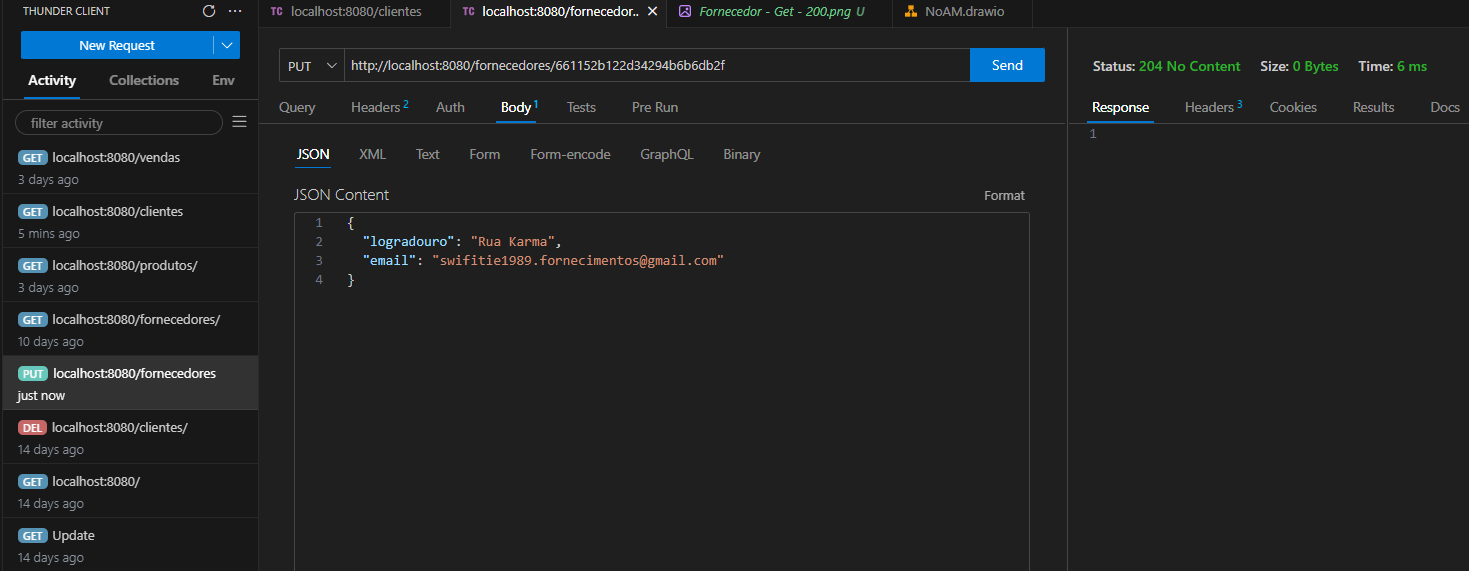 THUNDER CLIENT
New Request
Activity Collections Env
filter activity
GET localhost:8080/vendas
3 days ago
GET localhost:8080/clientes
5 mins ago
GET localhost:8080/produtos/
3 days ago
GET localhost:8080/fornecedores/
10 days ago
PUT localhost:8080/fornecedores
just now
DEL localhost:8080/clientes/
14 days ago
GET localhost:8080/
14 days ago
GET Update
14 days ago
TC localhost:8080/clientes TC localhost:8080/fornecedor.. Fornecedor - Get - 200.png U NoAM.drawio
PUT http://localhost:8080/fornecedores/661152b122d34294b6b6db2f Send
Query Headers 2 Auth Body 1 Tests Pre Run
JSON XML Text Form Form-encode GraphQL Binary
JSON Content Format
1 {
2 "logradouro": "Rua Karma",
3 "email": "swifitie1989.fornecimentos@gmail.com"
4 }
Status: 204 No Content Size: 0 Bytes Time: 6 ms
Response Headers 3 Cookies Results Docs
1